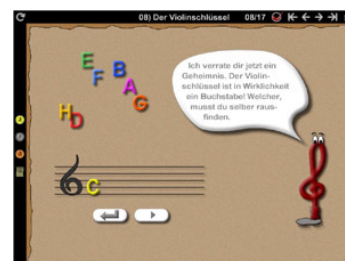 08) Der Violinschlüssel 08/17
Ich verrate dir jetzt ein
Geheimnis. Der Violin-
schlüssel ist in Wirklichkeit
ein Buchstabe! Welcher,
musst du selber raus-
finden.
E
F
B
A
G
H
D
C